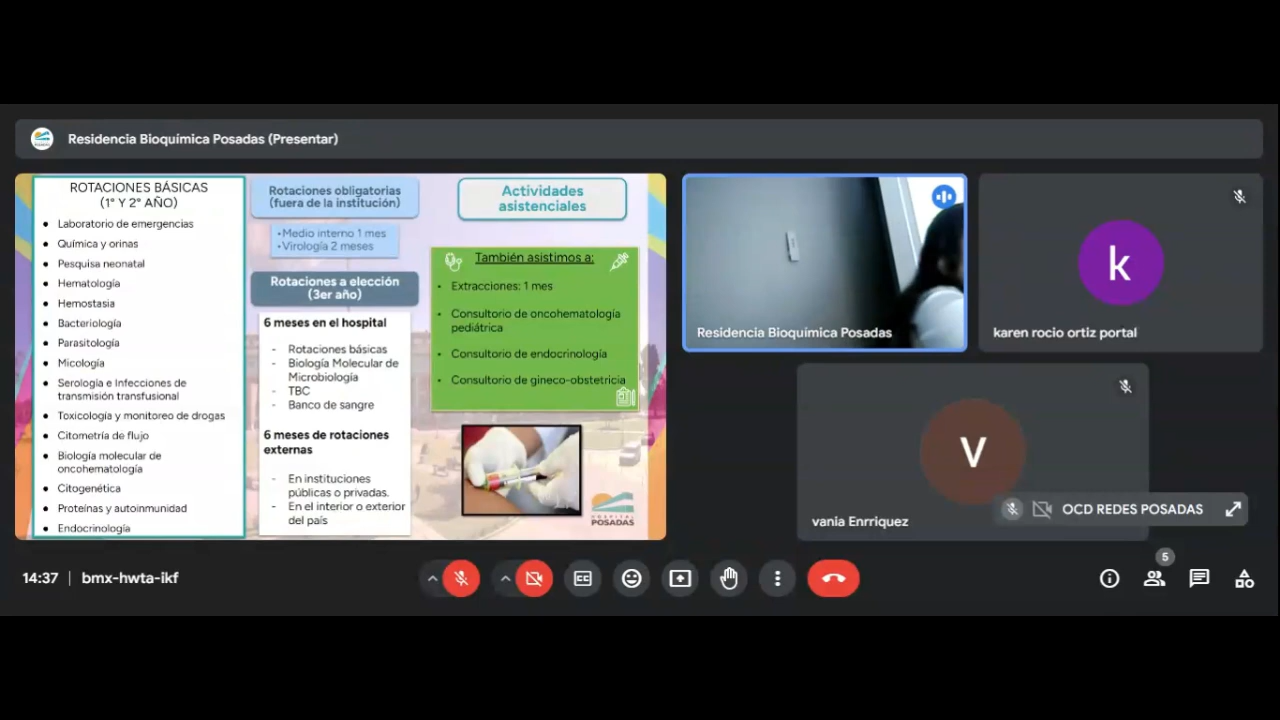 Residencia Bioquímica Posadas (Presentar)
ROTACIONES BÁSICAS
(1° Y 2° AÑO)
● Laboratorio de emergencias
● Química y orinas
● Pesquisa neonatal
● Hematología
● Hemostasia
● Bacteriología
● Parasitología
● Micología
● Serología e Infecciones de
transmisión transfusional
● Toxicología y monitoreo de drogas
● Citometría de flujo
● Biología molecular de
oncohematología
● Citogenética
● Proteínas y autoinmunidad
● Endocrinología
Rotaciones obligatorias
(fuera de la institución)
•Medio interno 1 mes
•Virología 2 meses
Rotaciones a elección
(3er año)
6 meses en el hospital
- Rotaciones básicas
- Biología Molecular de
Microbiología
- TBC
- Banco de sangre
6 meses de rotaciones
externas
- En instituciones
públicas o privadas.
- En el interior o exterior
del país
Actividades
asistenciales
También asistimos a:
• Extracciones: 1 mes
• Consultorio de oncohematología
pediátrica
• Consultorio de endocrinología
• Consultorio de gineco-obstetricia
HOSPITAL
POSADAS
Residencia Bioquímica Posadas
k
karen rocio ortiz portal
V
vania Enrriquez
OCD REDES POSADAS
14:37 | bmx-hwta-ikf
5